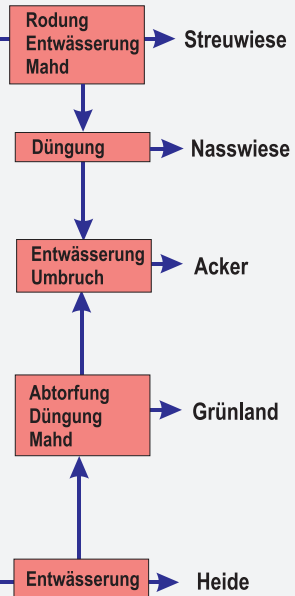 Rodung
Entwässerung
Mahd
Streuwiese
Düngung
Nasswiese
Entwässerung
Umbruch
Acker
Abtorfung
Düngung
Mahd
Grünland
Entwässerung
Heide